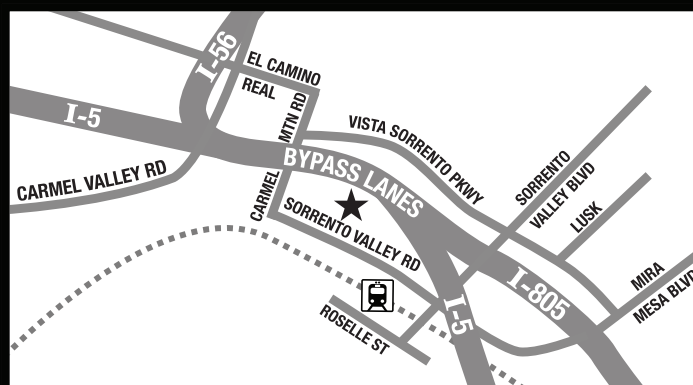 I-56
EL CAMINO
REAL
I-5
MTN RD
VISTA SORRENTO PKWY
BYPASS LANES
SORRENTO
VALLEY BLVD
CARMEL VALLEY RD
CARMEL
SORRENTO VALLEY RD
LUSK
MIRA
MESA BLVD
I-805
I-5
ROSELLE ST